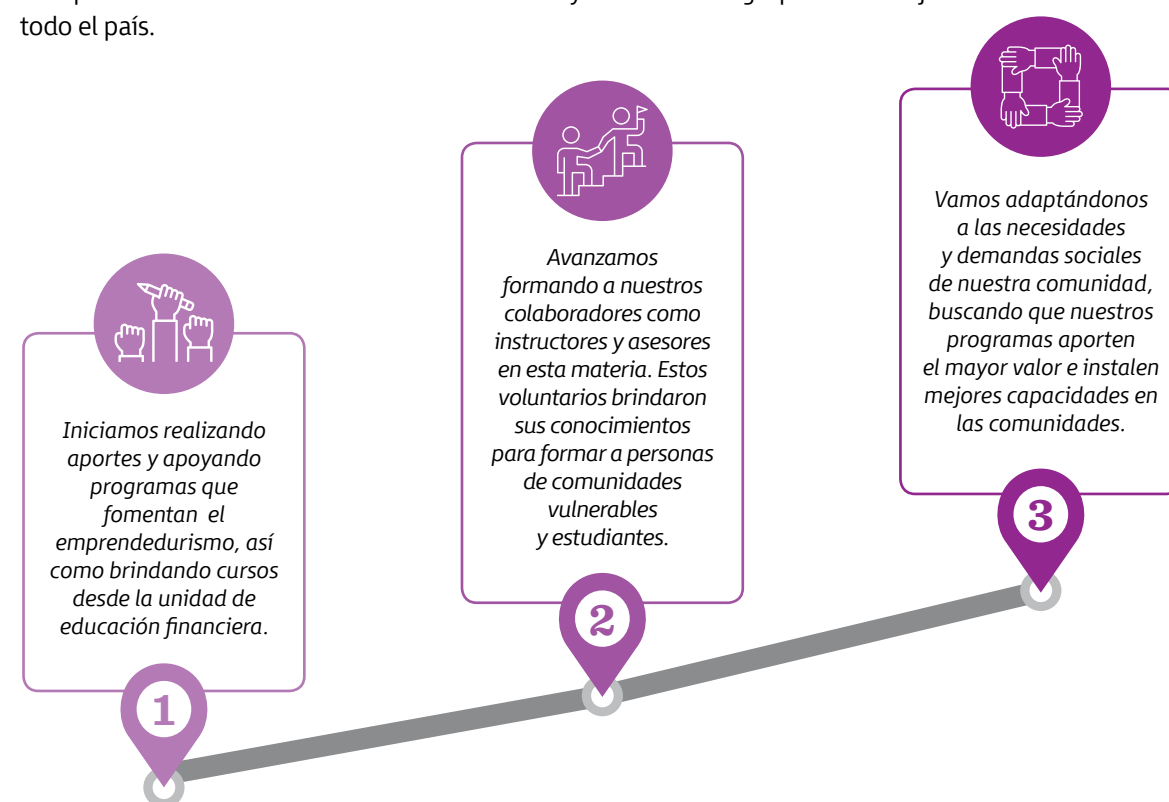 todo el país.
Iniciamos realizando
aportes y apoyando
programas que
fomentan el
emprendedurismo, así
como brindando cursos
desde la unidad de
educación financiera.
1
Avanzamos
formando a nuestros
colaboradores como
instructores y asesores
en esta materia. Estos
voluntarios brindaron
sus conocimientos
para formar a personas
de comunidades
vulnerables
y estudiantes.
2
Vamos adaptándonos
a las necesidades
y demandas sociales
de nuestra comunidad,
buscando que nuestros
programas aporten
el mayor valor e instalen
mejores capacidades en
las comunidades.
3